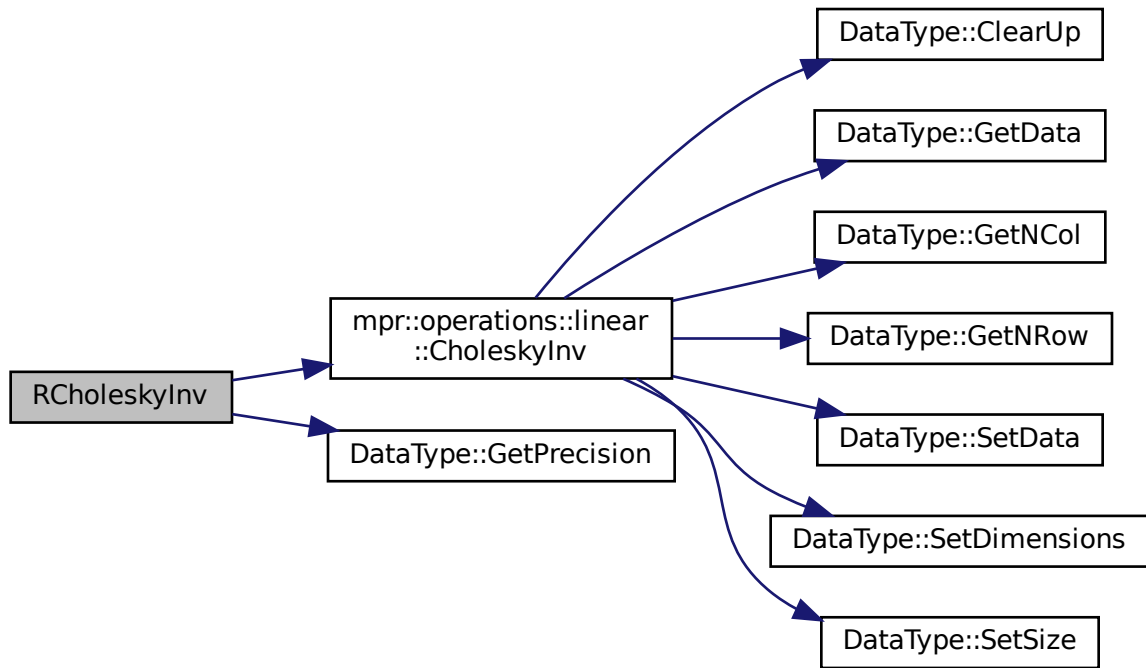 RCholeskyInv
mpr::operations::linear
::CholeskyInv
DataType::GetPrecision
DataType::ClearUp
DataType::GetData
DataType::GetNCol
DataType::GetNRow
DataType::SetData
DataType::SetDimensions
DataType::SetSize